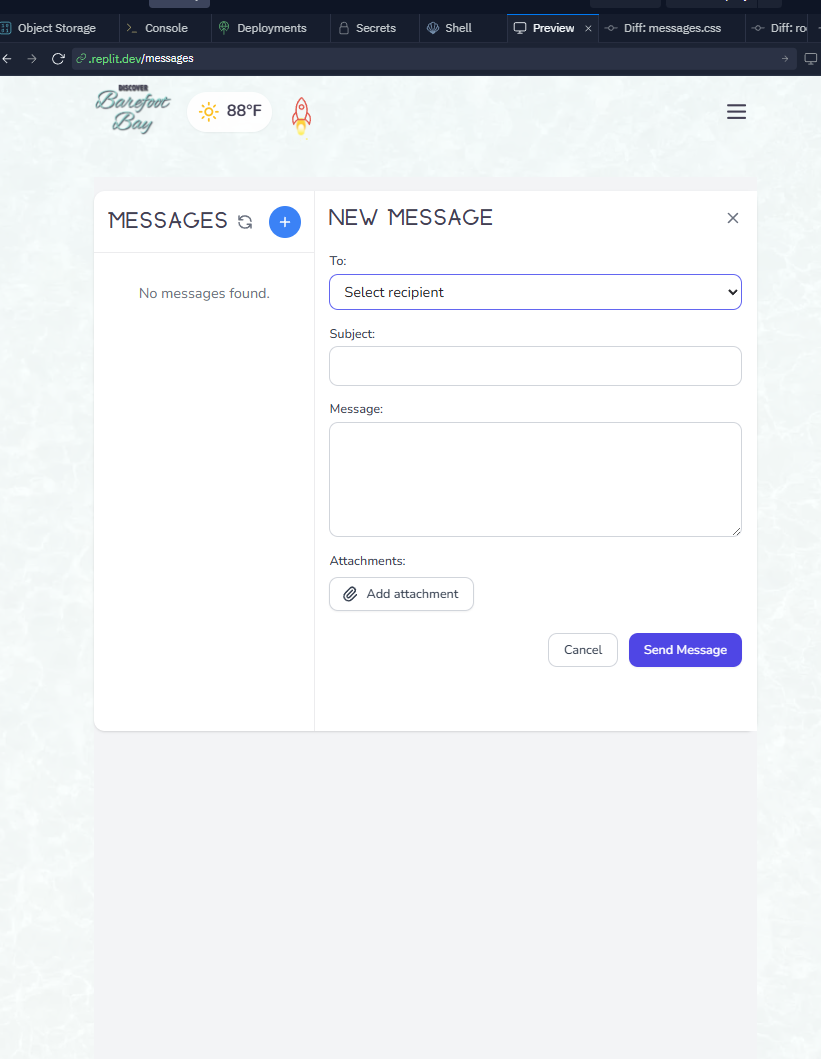 Object Storage Console Deployments Secrets Shell Preview Diff: messages.css Diff: ro
.replit.dev/messages
DISCOVER
Barefoot
Bay
88°F
MESSAGES
No messages found.
NEW MESSAGE
To:
Select recipient
Subject:
Message:
Attachments:
Add attachment
Cancel Send Message